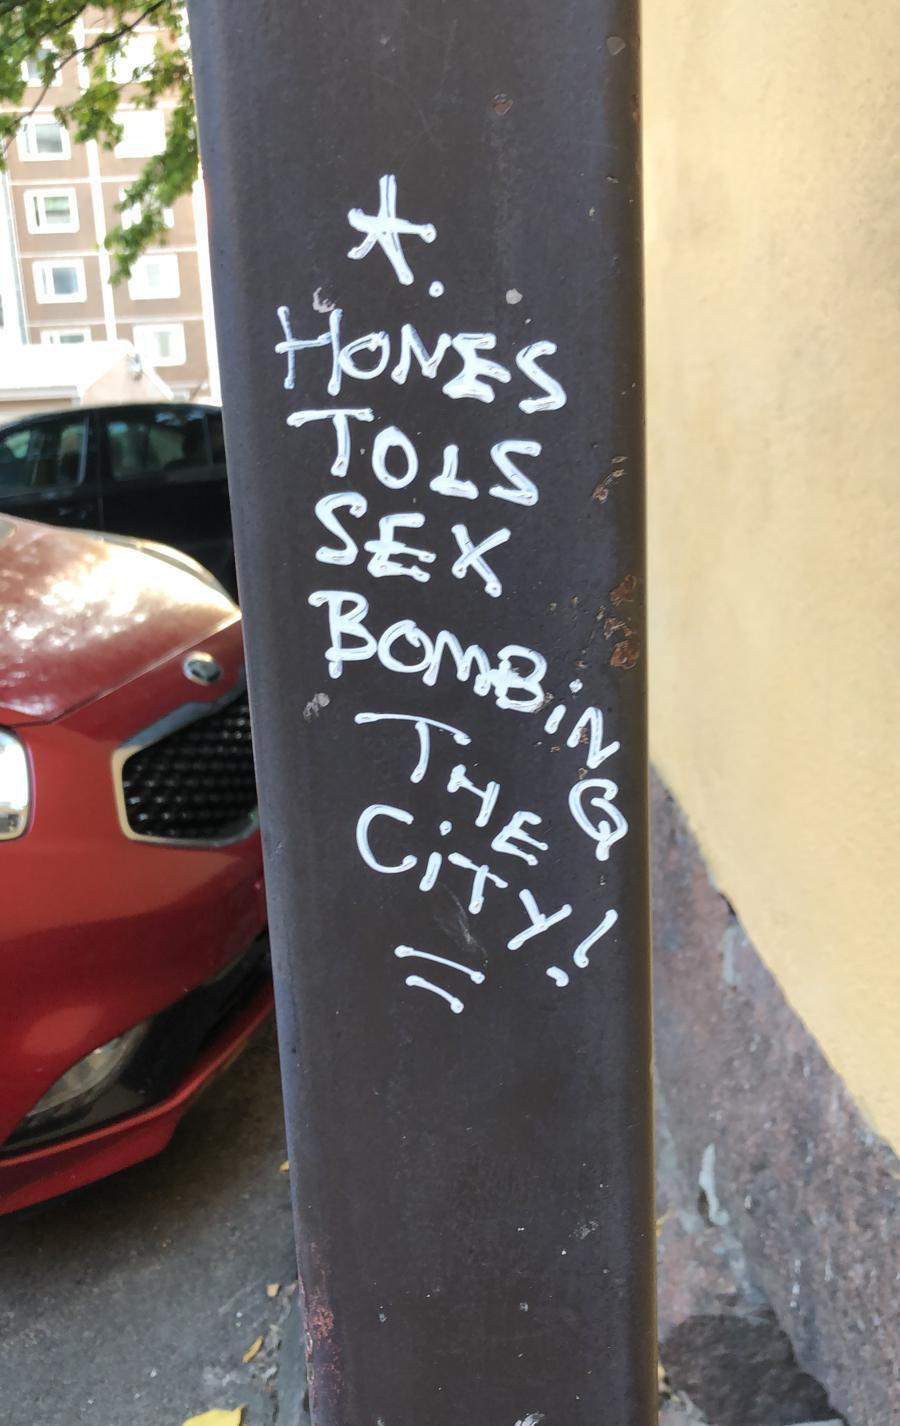 HONES
TOLS
SEX
BOMBiNG
THE
CiTY!